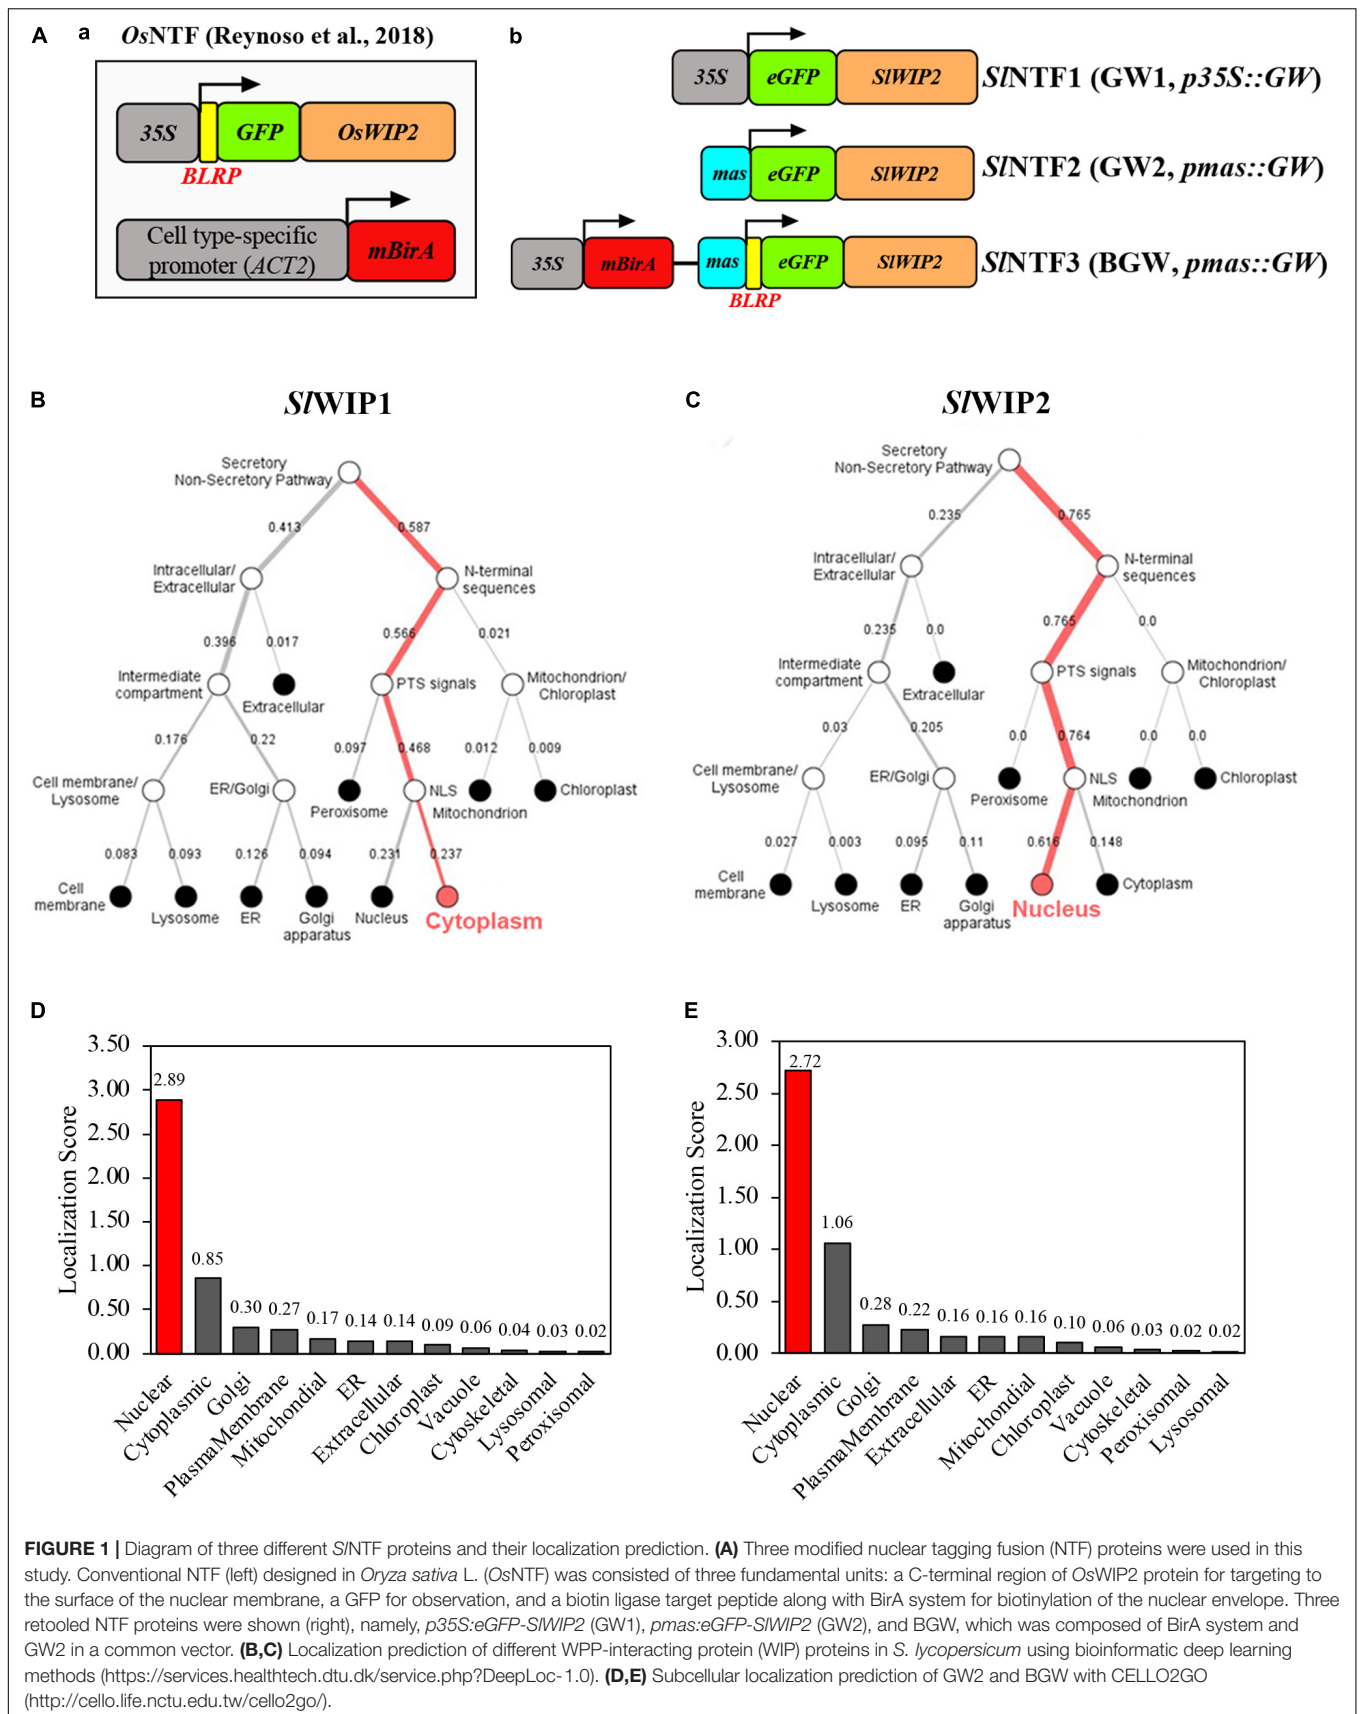 A
a
OsNTF (Reynoso et al., 2018)
35S
GFP
OsWIP2
BLRP
Cell type-specific
promoter (ACT2)
mBirA
b
35S
eGFP
SlWIP2
SlNTF1 (GW1, p35S::GW)
mas
eGFP
SlWIP2
SlNTF2 (GW2, pmas::GW)
35S
mBirA
mas
eGFP
SlWIP2
SlNTF3 (BGW, pmas::GW)
BLRP
B
SlWIP1
Secretory
Non-Secretory Pathway
0.413
0.587
Intracellular/
Extracellular
N-terminal
sequences
0.396
0.017
0.566
0.021
Intermediate
compartment
Extracellular
PTS signals
Mitochondrion/
Chloroplast
0.176
0.22
0.097
0.468
0.012
0.009
Cell membrane/
Lysosome
ER/Golgi
Peroxisome
NLS
Mitochondrion
Chloroplast
0.083
0.093
0.126
0.094
0.231
0.237
Cell
membrane
Lysosome
ER
Golgi
apparatus
Nucleus
Cytoplasm
C
SlWIP2
Secretory
Non-Secretory Pathway
0.235
0.765
Intracellular/
Extracellular
N-terminal
sequences
0.235
0.0
0.765
0.0
Intermediate
compartment
Extracellular
PTS signals
Mitochondrion/
Chloroplast
0.03
0.205
0.0
0.764
0.0
0.0
Cell membrane/
Lysosome
ER/Golgi
Peroxisome
NLS
Mitochondrion
Chloroplast
0.027
0.003
0.095
0.11
0.616
0.148
Cell
membrane
Lysosome
ER
Golgi
apparatus
Nucleus
Cytoplasm
D
Localization Score
3.50
3.00
2.50
2.00
1.50
1.00
0.50
0.00
2.89
0.85
0.30
0.27
0.17
0.14
0.14
0.09
0.06
0.04
0.03
0.02
Nuclear
Cytoplasmic
Golgi
PlasmaMembrane
Mitochondrial
ER
Extracellular
Chloroplast
Vacuole
Cytoskeletal
Lysosomal
Peroxisomal
E
Localization Score
3.00
2.50
2.00
1.50
1.00
0.50
0.00
2.72
1.06
0.28
0.22
0.16
0.16
0.16
0.10
0.06
0.03
0.02
0.02
Nuclear
Cytoplasmic
Golgi
PlasmaMembrane
Extracellular
ER
Mitochondrial
Chloroplast
Vacuole
Cytoskeletal
Peroxisomal
Lysosomal
FIGURE 1 | Diagram of three different SlNTF proteins and their localization prediction. (A) Three modified nuclear tagging fusion (NTF) proteins were used in this
study. Conventional NTF (left) designed in Oryza sativa L. (OsNTF) was consisted of three fundamental units: a C-terminal region of OsWIP2 protein for targeting to
the surface of the nuclear membrane, a GFP for observation, and a biotin ligase target peptide along with BirA system for biotinylation of the nuclear envelope. Three
retooled NTF proteins were shown (right), namely, p35S:eGFP-SlWIP2 (GW1), pmas:eGFP-SlWIP2 (GW2), and BGW, which was composed of BirA system and
GW2 in a common vector. (B,C) Localization prediction of different WPP-interacting protein (WIP) proteins in S. lycopersicum using bioinformatic deep learning
methods (https://services.healthtech.dtu.dk/service.php?DeepLoc-1.0). (D,E) Subcellular localization prediction of GW2 and BGW with CELLO2GO
(http://cello.life.nctu.edu.tw/cello2go/).